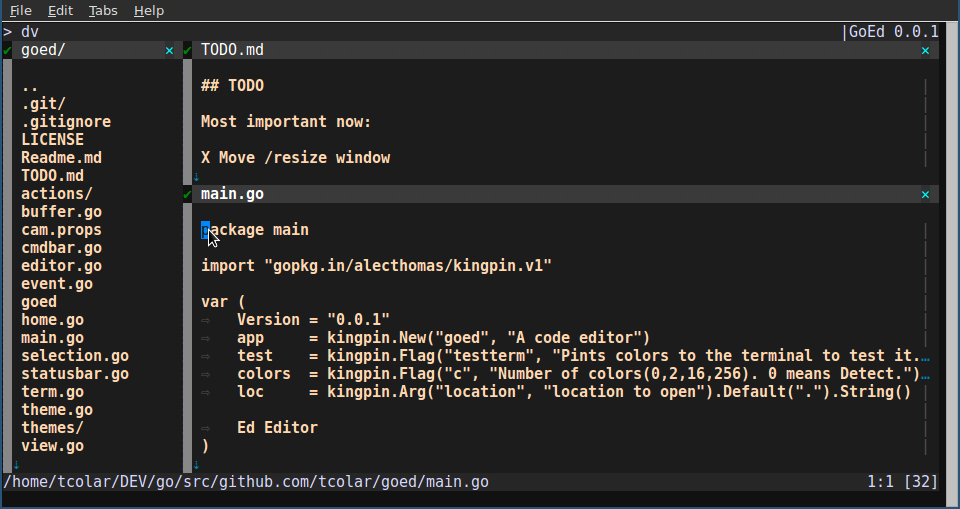 File Edit Tabs Help
> dv |GoEd 0.0.1
goed/ ×
..
.git/
.gitignore
LICENSE
Readme.md
TODO.md
actions/
buffer.go
cam.props
cmdbar.go
editor.go
event.go
goed
home.go
main.go
selection.go
statusbar.go
term.go
theme.go
themes/
view.go
TODO.md ×
## TODO
Most important now:
X Move /resize window
main.go ×
package main
import "gopkg.in/alecthomas/kingpin.v1"
var (
⇨ Version = "0.0.1"
⇨ app = kingpin.New("goed", "A code editor")
⇨ test = kingpin.Flag("testterm", "Pints colors to the terminal to test it.…
⇨ colors = kingpin.Flag("c", "Number of colors(0,2,16,256). 0 means Detect.")…
⇨ loc = kingpin.Arg("location", "location to open").Default(".").String()
⇨ Ed Editor
)
/home/tcolar/DEV/go/src/github.com/tcolar/goed/main.go 1:1 [32]